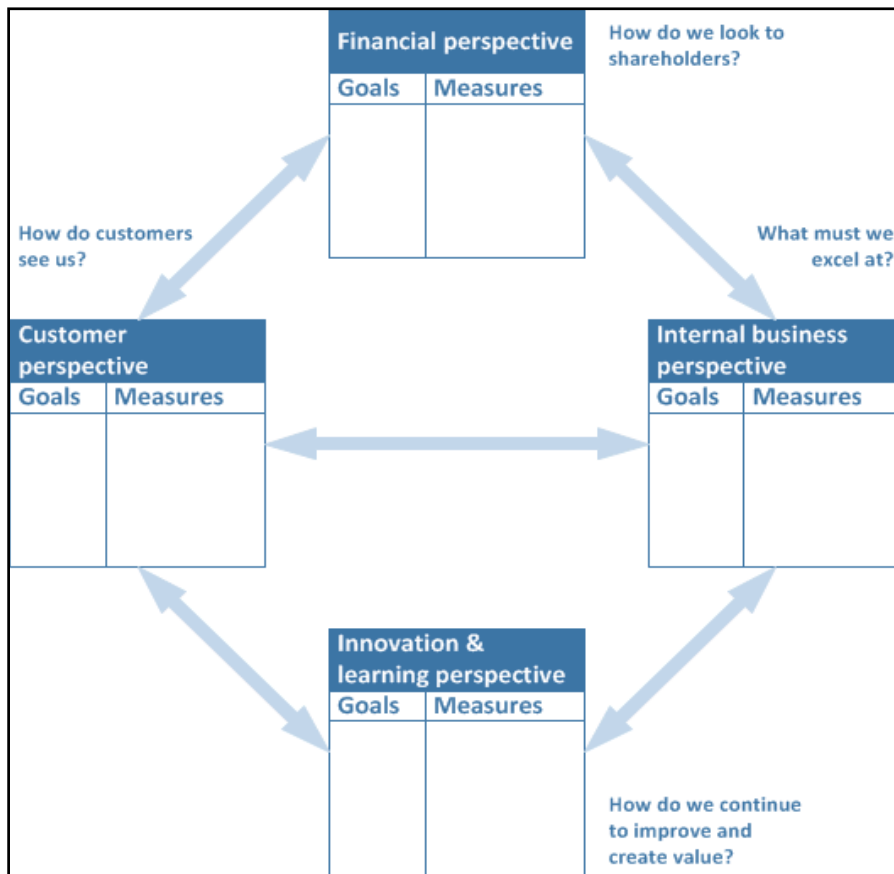 Financial perspective
How do we look to
shareholders?
Goals
Measures
How do customers
see us?
What must we
excel at?
Customer
perspective
Goals
Measures
Internal business
perspective
Goals
Measures
Innovation &
learning perspective
Goals
Measures
How do we continue
to improve and
create value?